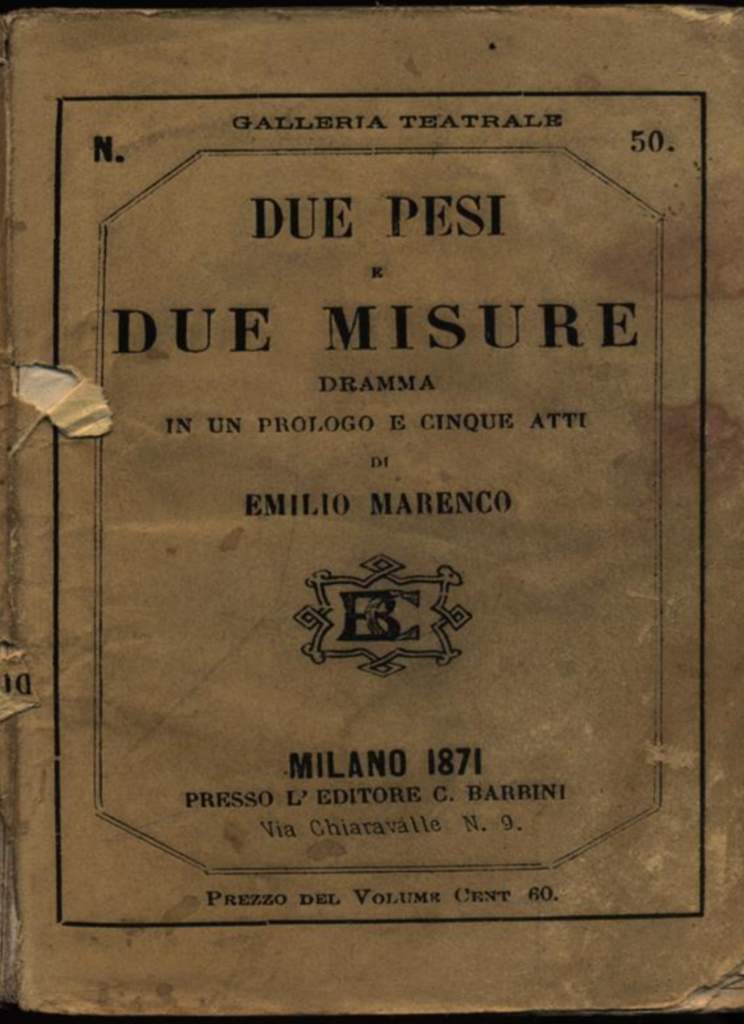 GALLERIA TEATRALE
N. 50.
DUE PESI
E
DUE MISURE
DRAMMA
IN UN PROLOGO E CINQUE ATTI
DI
EMILIO MARENCO
MILANO 1871
PRESSO L' EDITORE C. BARBINI
Via Chiaravalle N. 9.
PREZZO DEL VOLUME CENT 60.